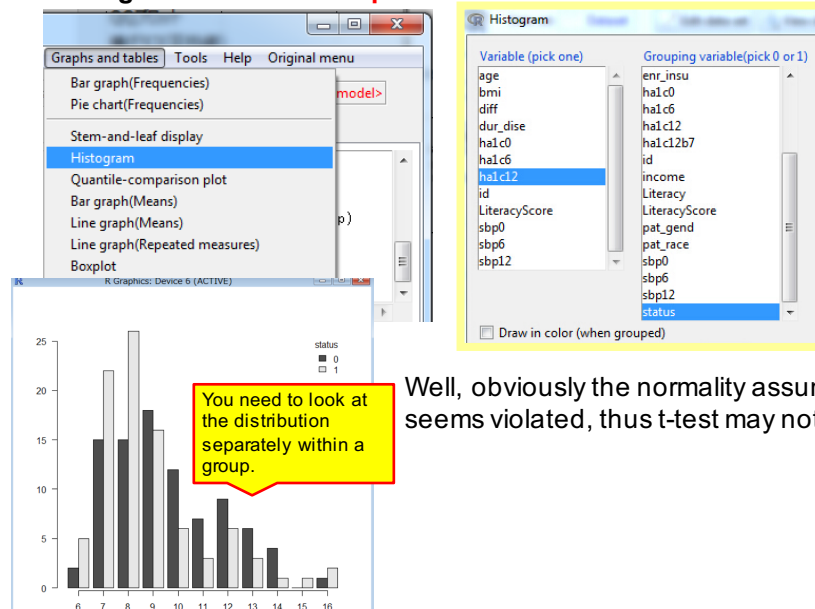 Graphs and tables Tools Help Original menu
Bar graph(Frequencies)
Pie chart(Frequencies)
model>
Stem-and-leaf display
Histogram
Quantile-comparison plot
Bar graph(Means)
Line graph(Means)
Line graph(Repeated measures)
Boxplot
p)
Histogram
Variable (pick one)
age
bmi
diff
dur_dise
ha1c0
ha1c6
ha1c12
id
LiteracyScore
sbp0
sbp6
sbp12
Grouping variable(pick 0 or 1)
enr_insu
ha1c0
ha1c6
ha1c12
ha1c12b7
id
income
Literacy
LiteracyScore
pat_gend
pat_race
sbp0
sbp6
sbp12
status
Draw in color (when grouped)
R Graphics: Device 6 (ACTIVE)
status
0
1
25
20
15
10
5
0
6 7 8 9 10 11 12 13 14 15 16
You need to look at
the distribution
separately within a
group.
Well, obviously the normality assur
seems violated, thus t-test may not